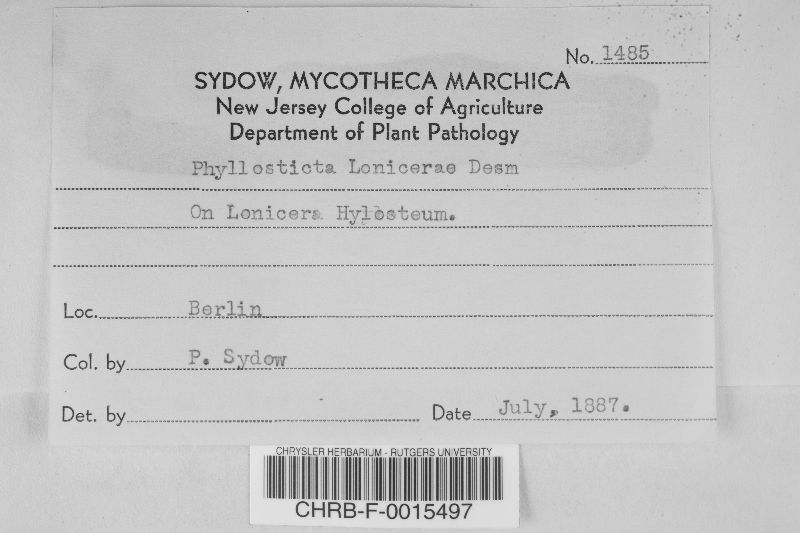 No. 1485
SYDOW, MYCOTHECA MARCHICA
New Jersey College of Agriculture
Department of Plant Pathology
Phyllosticta Lonicerae Desm
On Lonicera Hylosteum.
Loc. Berlin
Col. by P. Sydow
Det. by Date July, 1887.
CHRYSLER HERBARIUM - RUTGERS UNIVERSITY
CHRB-F-0015497